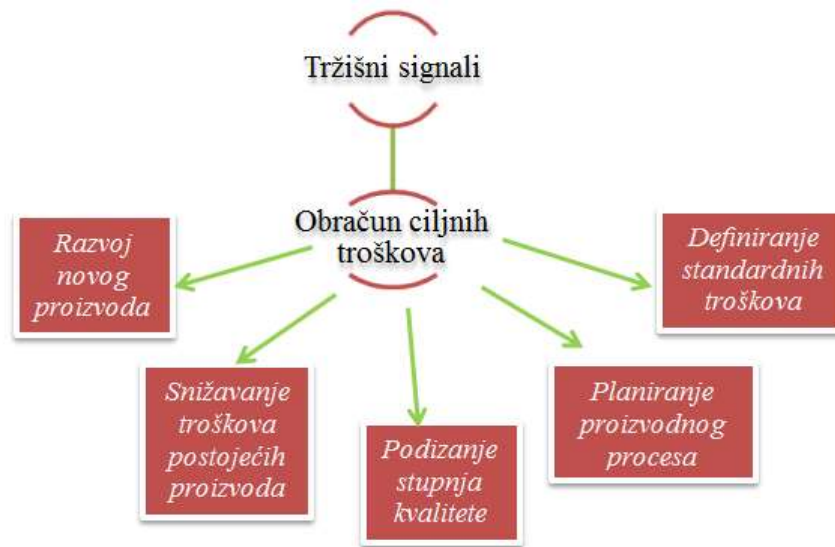 Tržišni signali
Obračun ciljnih
troškova
Razvoj
novog
proizvoda
Snižavanje
troškova
postojećih
proizvoda
Podizanje
stupnja
kvalitete
Planiranje
proizvodnog
procesa
Definiranje
standardnih
troškova